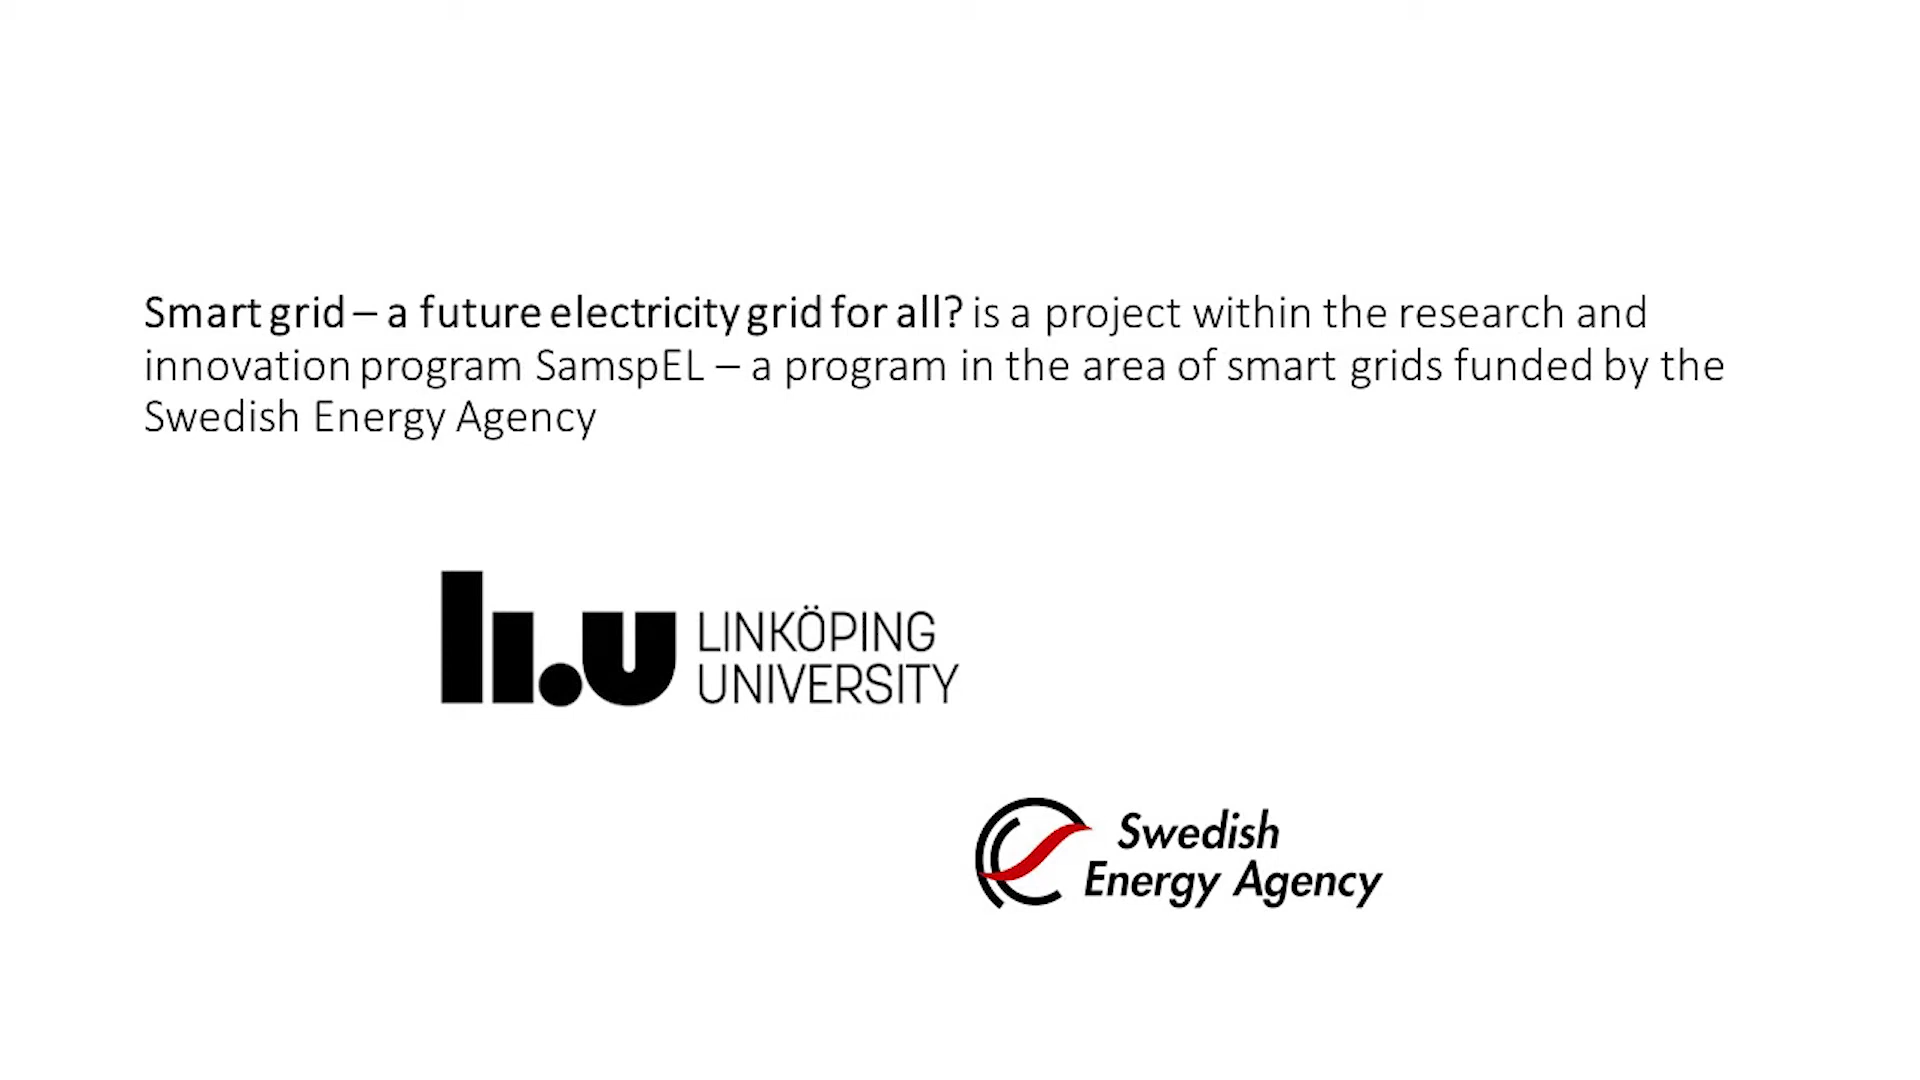 Smart grid – a future electricity grid for all? is a project within the research and
innovation program SamspEL – a program in the area of smart grids funded by the
Swedish Energy Agency
li.u LINKÖPING
UNIVERSITY
Swedish
Energy Agency